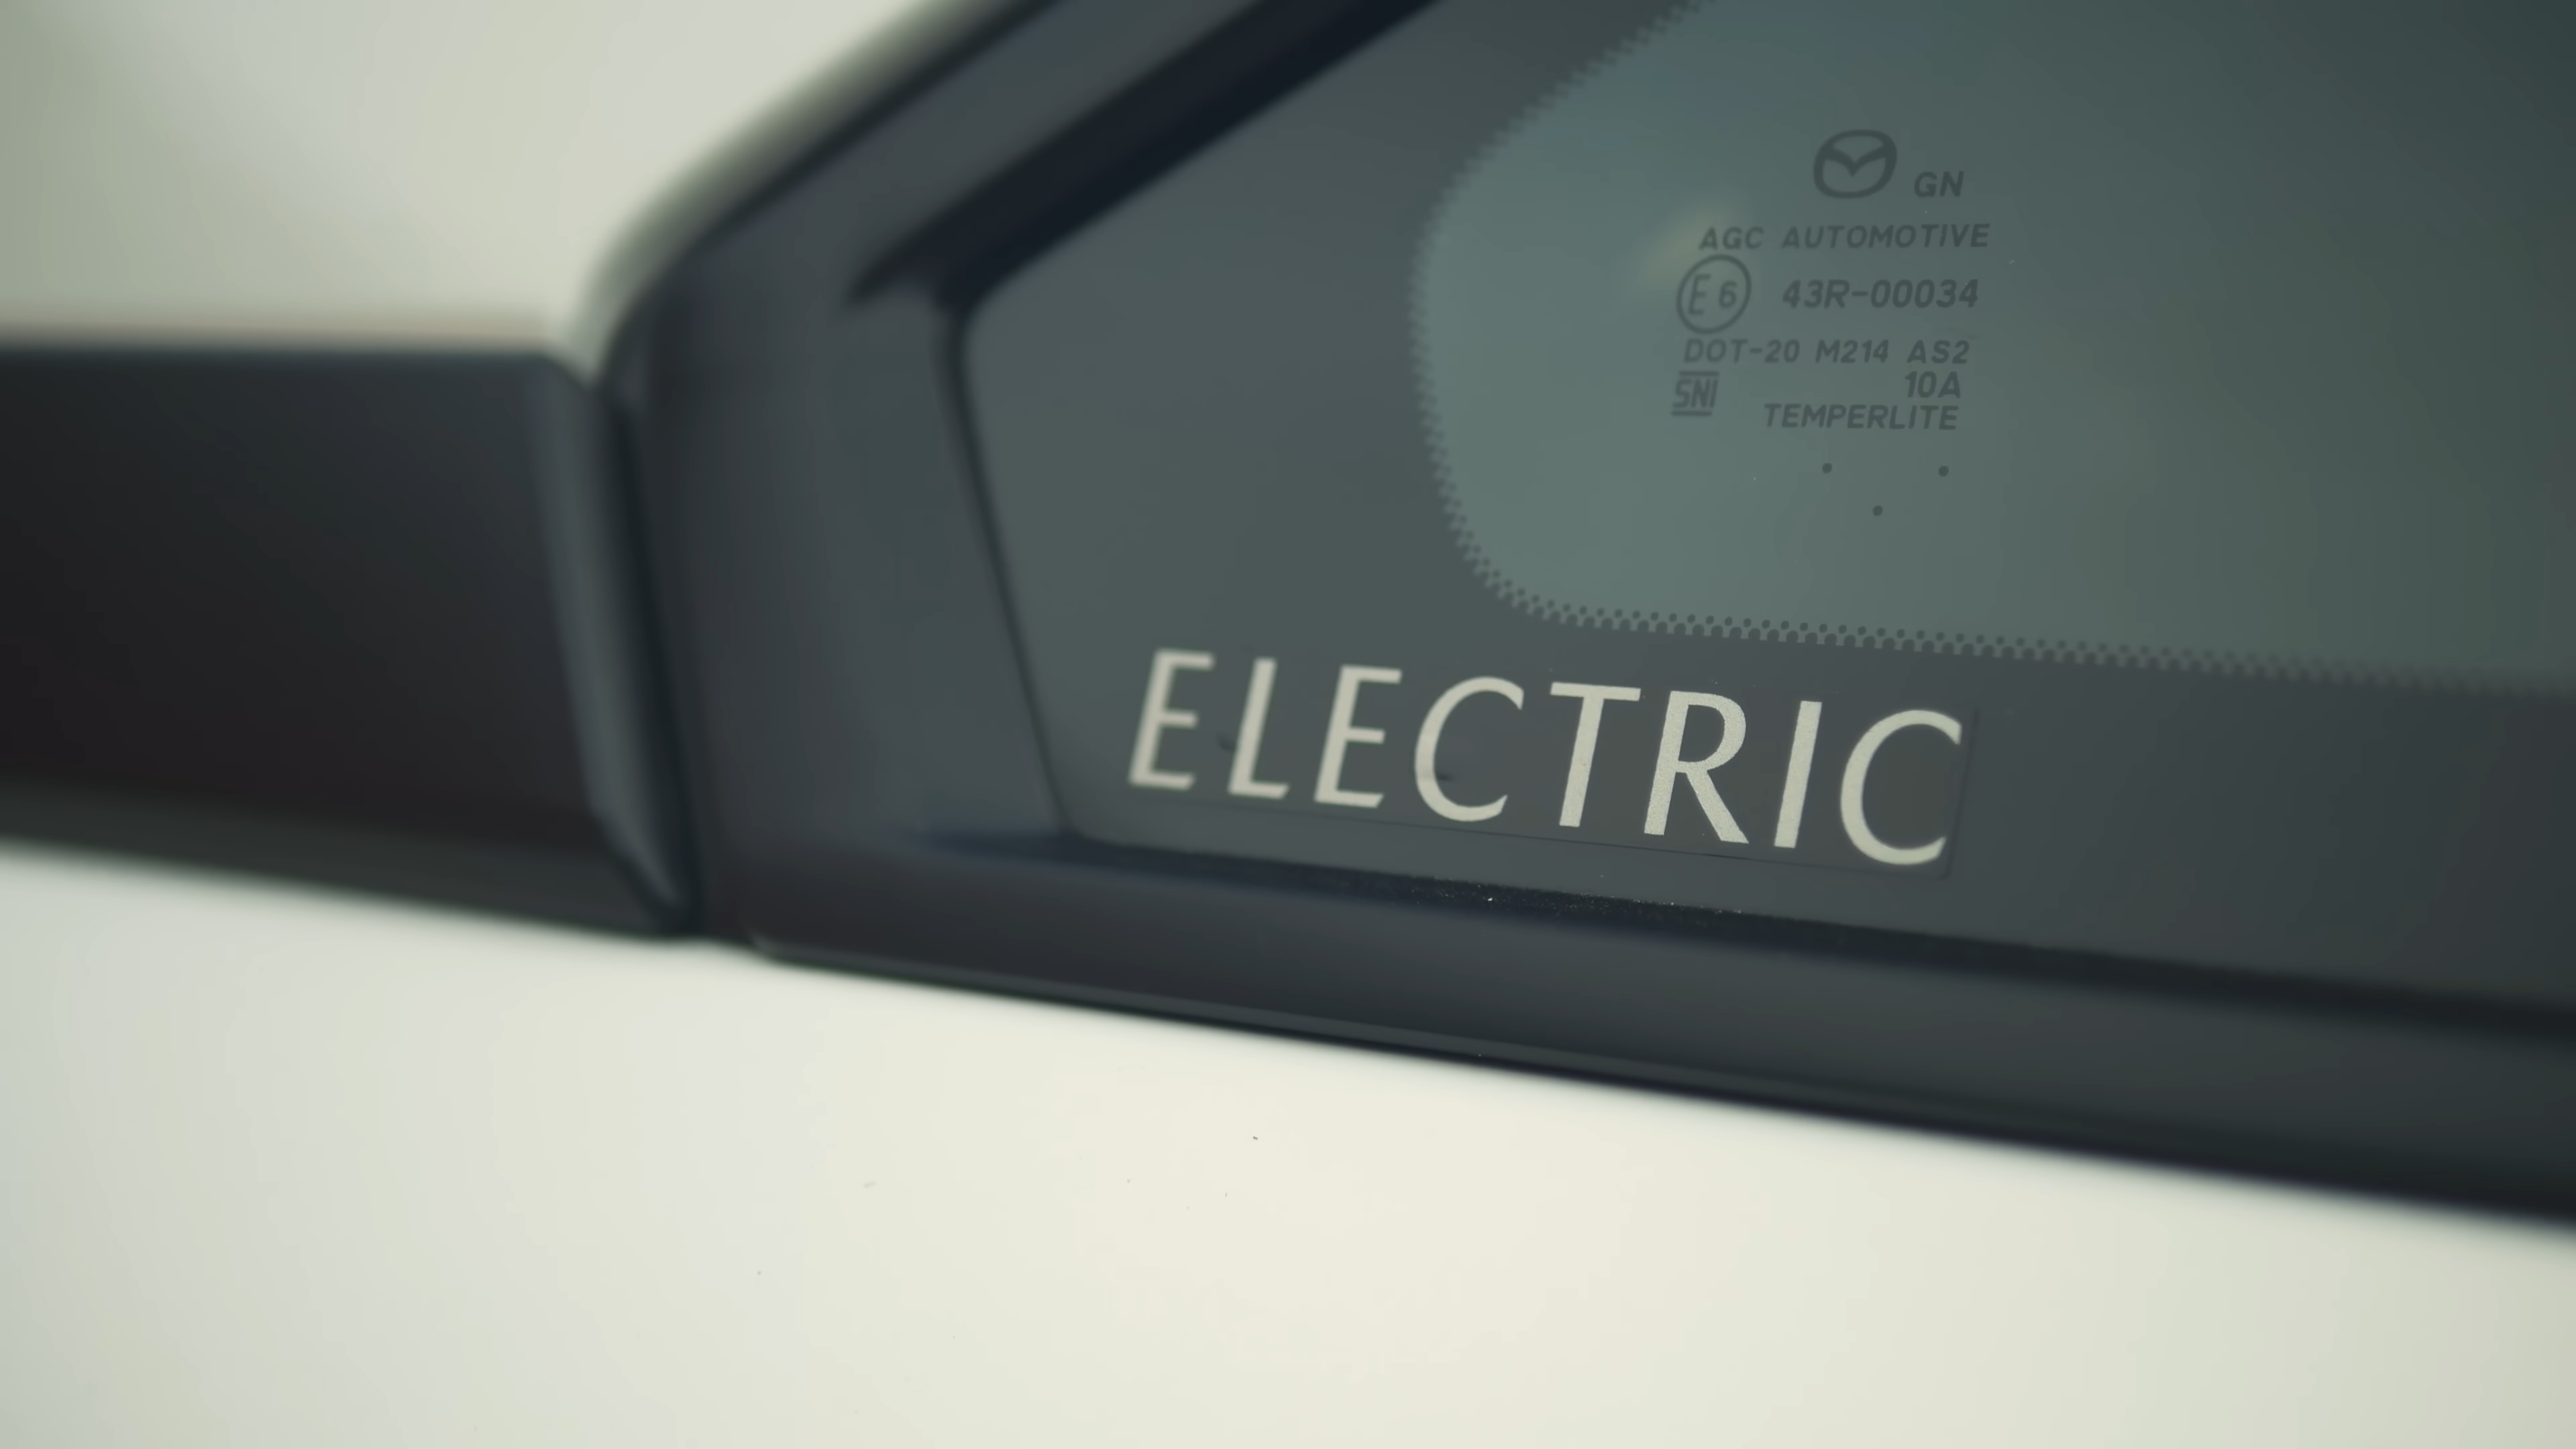 GN
AGC AUTOMOTIVE
E6 43R-00034
DOT-20 M214 AS2
10A
SNI
TEMPERLITE
ELECTRIC